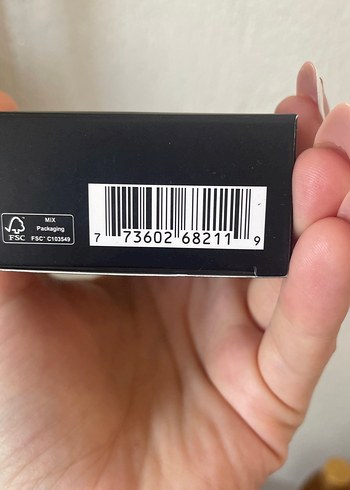 MIX
Packaging
FSC
FSC® C103549
7 73602 68211 9